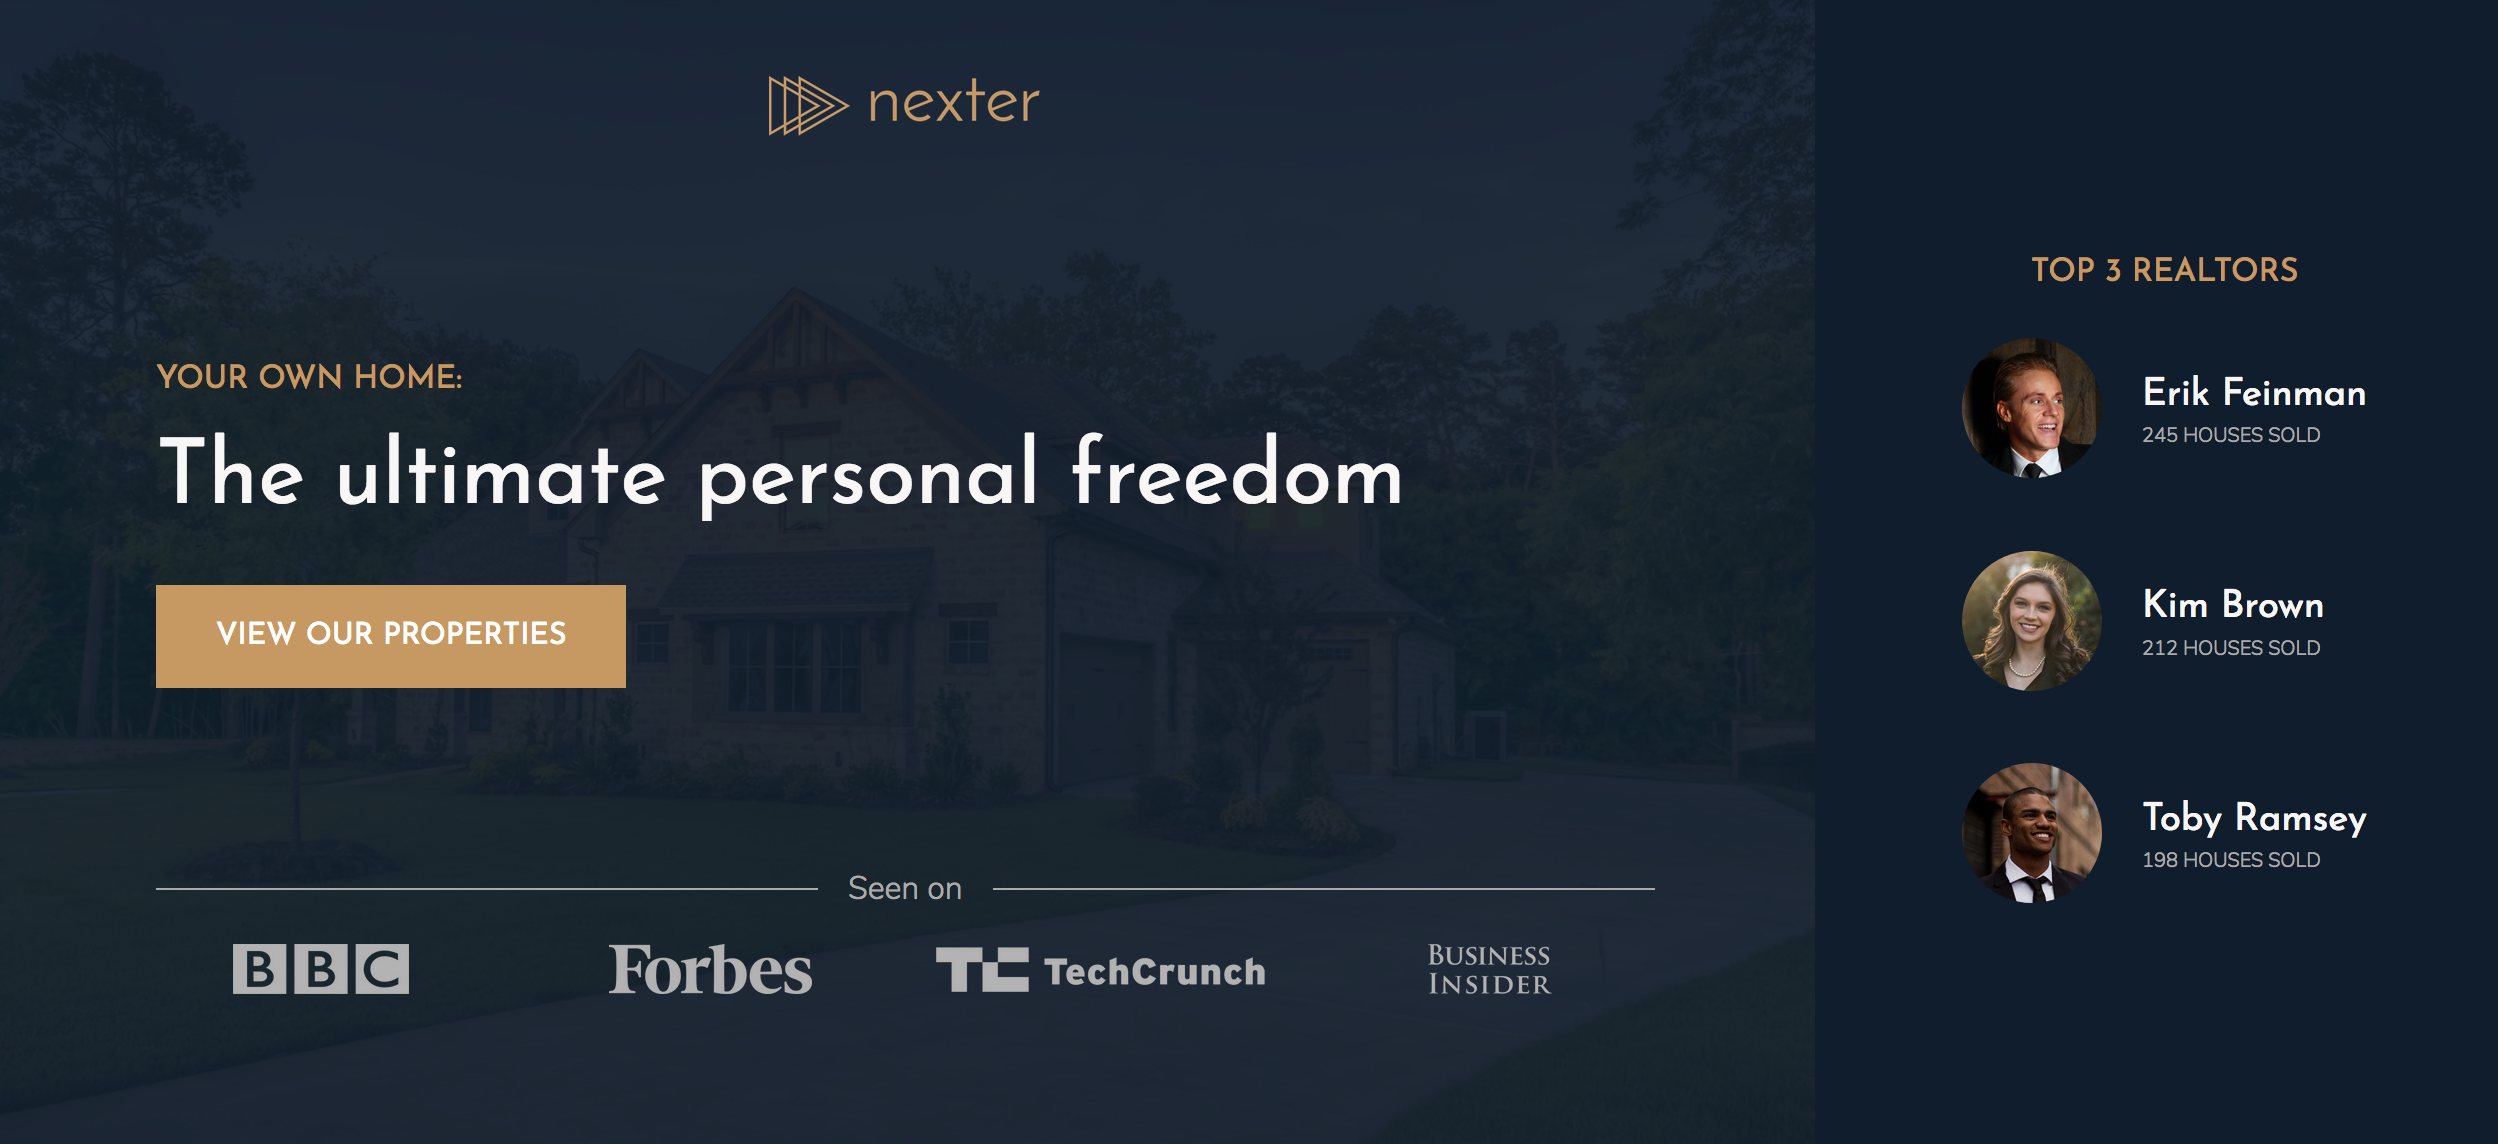 nexter
YOUR OWN HOME:
The ultimate personal freedom
VIEW OUR PROPERTIES
Seen on
BBC
Forbes
TC TechCrunch
BUSINESS
INSIDER
TOP 3 REALTORS
Erik Feinman
245 HOUSES SOLD
Kim Brown
212 HOUSES SOLD
Toby Ramsey
198 HOUSES SOLD